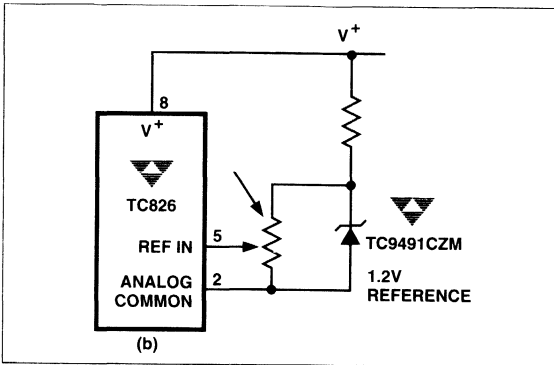 V+
8
V+
TC826
5
REF IN
TC9491CZM
ANALOG
COMMON
2
1.2V
REFERENCE
(b)